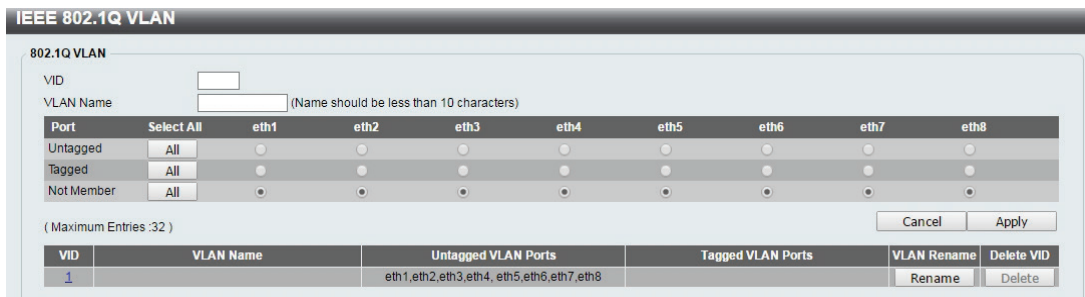 IEEE 802.1Q VLAN
802.1Q VLAN
VID
VLAN Name (Name should be less than 10 characters)
Port Select All eth1 eth2 eth3 eth4 eth5 eth6 eth7 eth8
Untagged All
Tagged All
Not Member All
( Maximum Entries :32 ) Cancel Apply
VID VLAN Name Untagged VLAN Ports Tagged VLAN Ports VLAN Rename Delete VID
1 eth1,eth2,eth3,eth4, eth5,eth6,eth7,eth8 Rename Delete